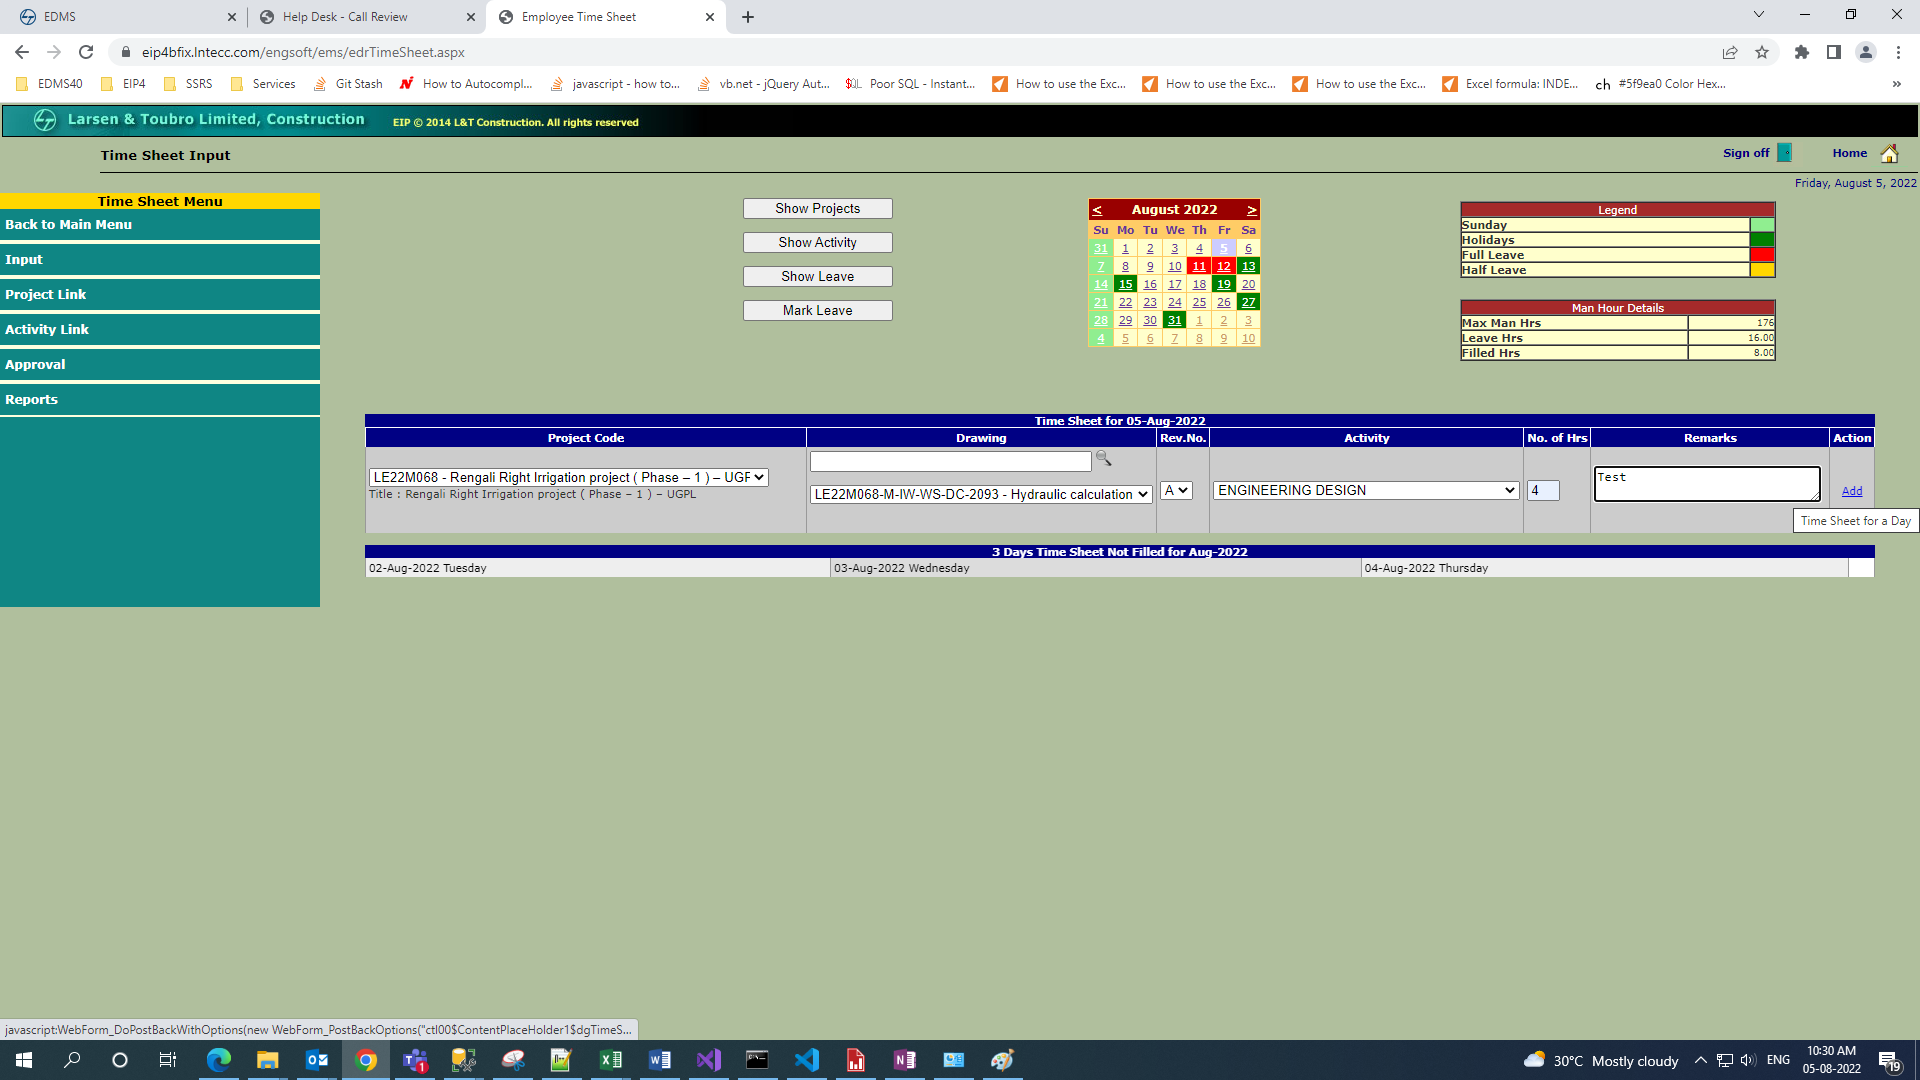 EDMS
Help Desk - Call Review
Employee Time Sheet
eip4bfix.lntecc.com/engsoft/ems/edrTimeSheet.aspx
EDMS40
EIP4
SSRS
Services
Git Stash
How to Autocompl...
javascript - how to...
vb.net - jQuery Aut...
Poor SQL - Instant...
How to use the Exc...
How to use the Exc...
How to use the Exc...
Excel formula: INDE...
ch #5f9ea0 Color Hex...
»
Larsen & Toubro Limited, Construction
EIP © 2014 L&T Construction. All rights reserved
Time Sheet Input
Sign off
Home
Friday, August 5, 2022
Time Sheet Menu
Back to Main Menu
Input
Project Link
Activity Link
Approval
Reports
Show Projects
Show Activity
Show Leave
Mark Leave
< August 2022 >
Su Mo Tu We Th Fr Sa
31 1 2 3 4 5 6
7 8 9 10 11 12 13
14 15 16 17 18 19 20
21 22 23 24 25 26 27
28 29 30 31 1 2 3
4 5 6 7 8 9 10
Legend
Sunday
Holidays
Full Leave
Half Leave
Man Hour Details
Max Man Hrs 176
Leave Hrs 16.00
Filled Hrs 8.00
Time Sheet for 05-Aug-2022
Project Code Drawing Rev.No. Activity No. of Hrs Remarks Action
LE22M068 - Rengali Right Irrigation project ( Phase – 1 ) – UGP
Title : Rengali Right Irrigation project ( Phase – 1 ) – UGPL
LE22M068-M-IW-WS-DC-2093 - Hydraulic calculation
A
ENGINEERING DESIGN
4
Test
Add
Time Sheet for a Day
3 Days Time Sheet Not Filled for Aug-2022
02-Aug-2022 Tuesday 03-Aug-2022 Wednesday 04-Aug-2022 Thursday
javascript:WebForm_DoPostBackWithOptions(new WebForm_PostBackOptions("ctl00$ContentPlaceHolder1$dgTimeS...
30°C Mostly cloudy
ENG
10:30 AM
05-08-2022
19